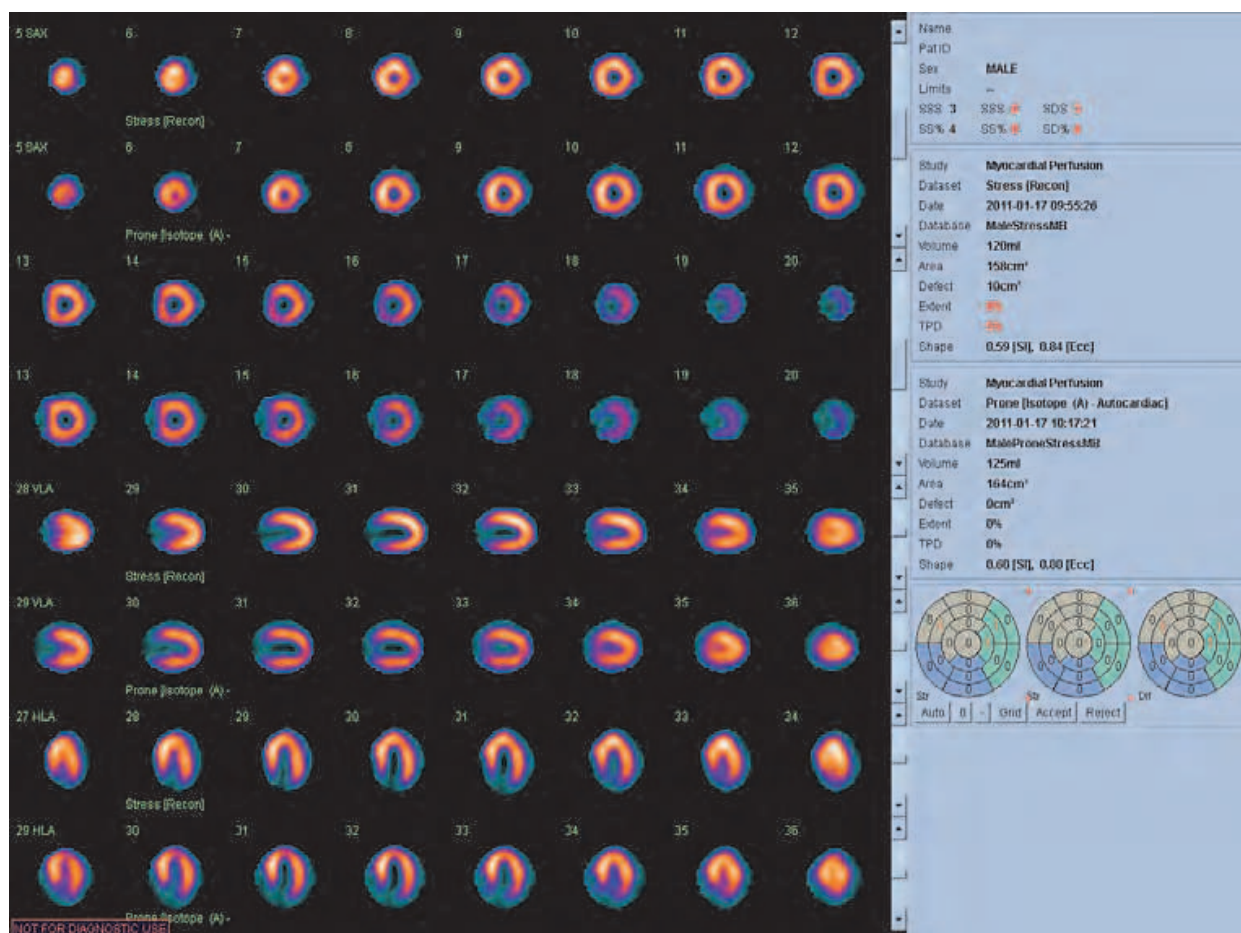 5 SAX 6 7 8 9 10 11 12
Stress [Recon]
5 SAX 6 7 8 9 10 11 12
Prone [Isotope (A) -
13 14 15 16 17 18 19 20
13 14 15 16 17 18 19 20
28 VLA 29 30 31 32 33 34 35
Stress [Recon]
29 VLA 30 31 32 33 34 35 36
Prone [Isotope (A) -
27 HLA 28 29 30 31 32 33 34
Stress [Recon]
29 HLA 30 31 32 33 34 35 36
Prone [Isotope (A) -
NOT FOR DIAGNOSTIC USE
Name
Pat ID
Sex MALE
Limits --
SSS 3 SSS SDS
SS% 4 SS% SD%
Study Myocardial Perfusion
Dataset Stress [Recon]
Date 2011-01-17 09:55:26
Database MaleStressMB
Volume 120ml
Area 158cm²
Defect 10cm²
Extent
TPD
Shape 0.59 [SI], 0.84 [Ecc]
Study Myocardial Perfusion
Dataset Prone [Isotope (A) - Autocardiac]
Date 2011-01-17 10:17:21
Database MaleProneStressMB
Volume 125ml
Area 164cm²
Defect 0cm²
Extent 0%
TPD 0%
Shape 0.60 [SI], 0.80 [Ecc]
Str Str Dif
Auto 0 - Grid Accept Reject